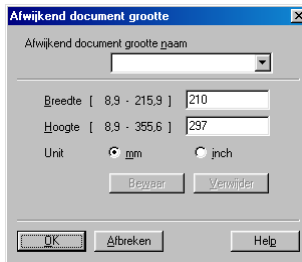 Afwijkend document grootte
Afwijkend document grootte naam
Breedte [ 8,9 - 215,9 ] 210
Hoogte [ 8,9 - 355,6 ] 297
Unit mm inch
Bewaar Verwijder
OK Afbreken Help